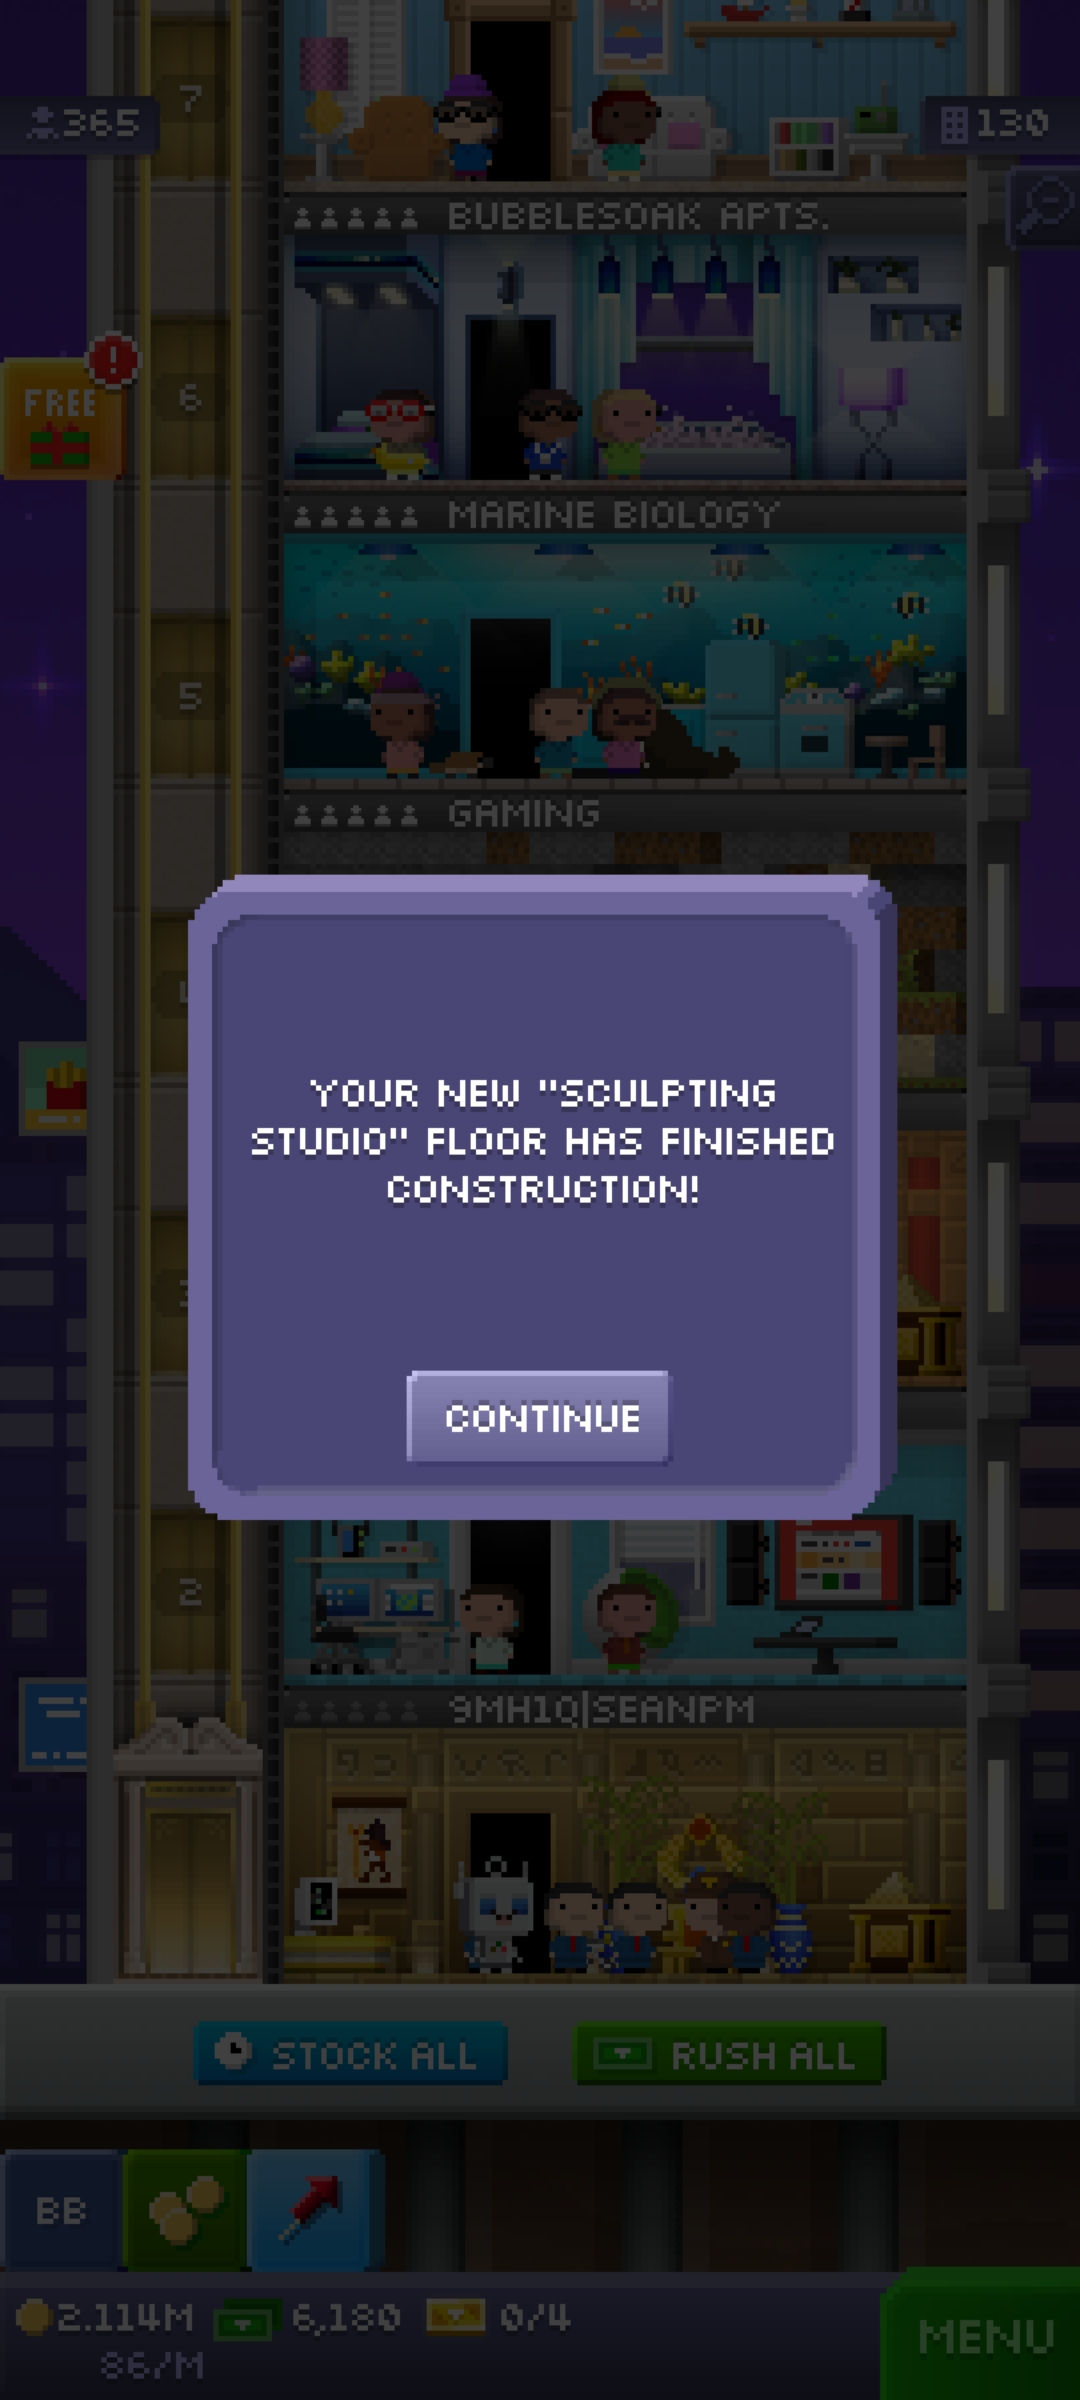 7
365
130
BUBBLESOAK APTS.
FREE
!
6
MARINE BIOLOGY
5
GAMING
YOUR NEW "SCULPTING
STUDIO" FLOOR HAS FINISHED
CONSTRUCTION!
CONTINUE
2
9MH1Q|SEANPM
STOCK ALL
RUSH ALL
BB
2.114M
6,180
0/4
86/M
MENU